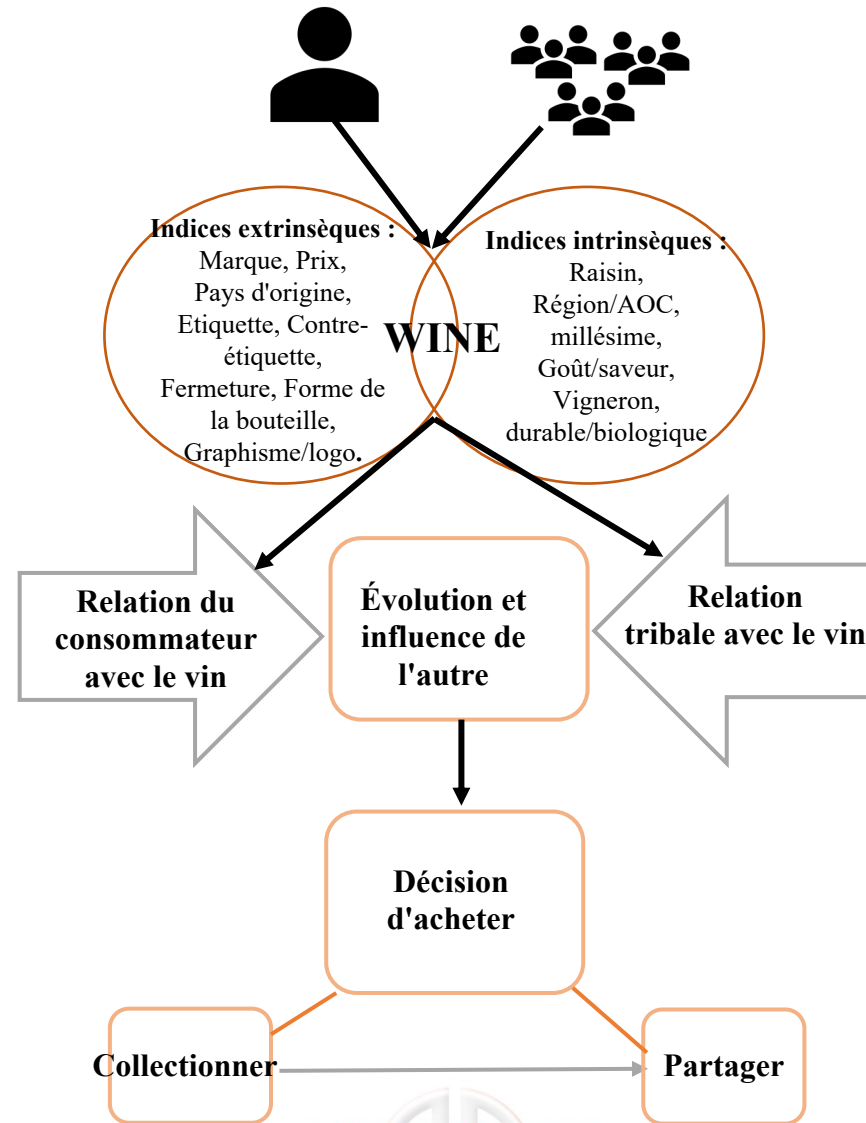 Indices extrinsèques :
Marque, Prix,
Pays d'origine,
Etiquette, Contre-
étiquette,
Fermeture, Forme de
la bouteille,
Graphisme/logo.
WINE
Indices intrinsèques :
Raisin,
Région/AOC,
millésime,
Goût/saveur,
Vigneron,
durable/biologique
Relation du
consommateur
avec le vin
Évolution et
influence de
l'autre
Relation
tribale avec le vin
Décision
d'acheter
Collectionner
Partager